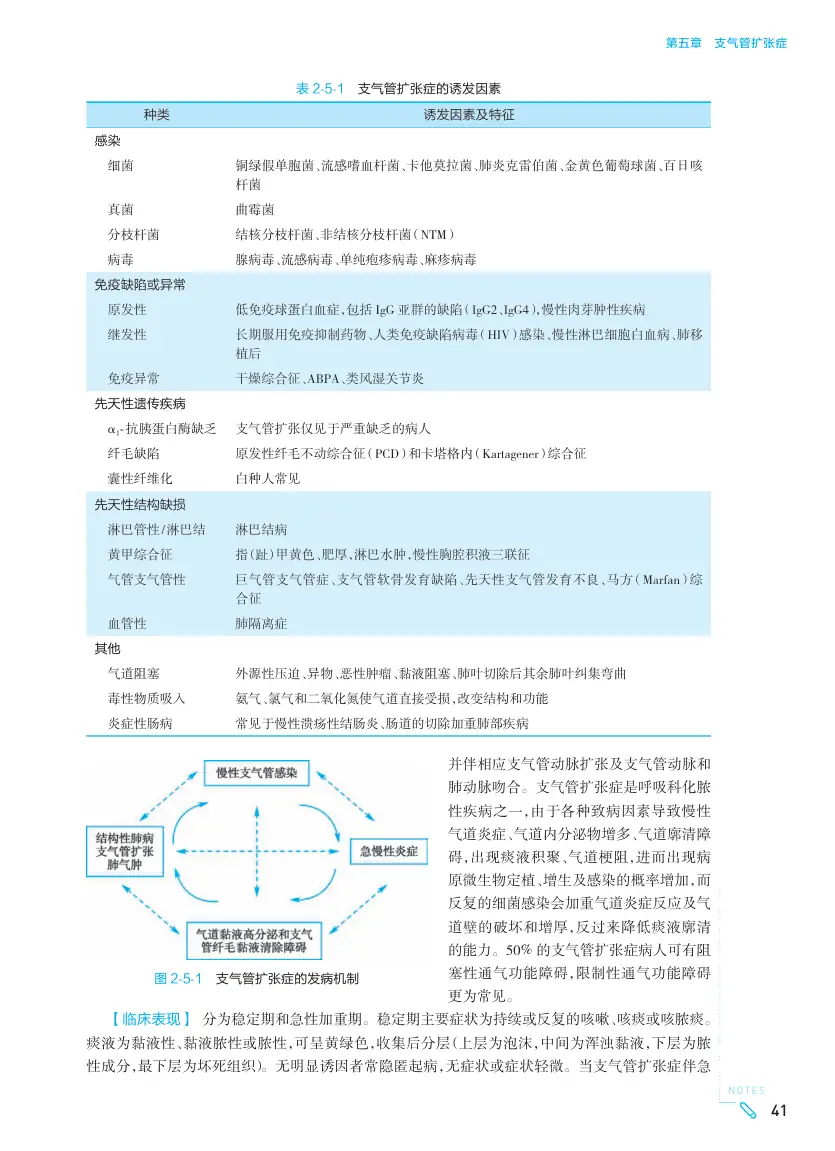 第五章 支气管扩张症
表 2-5-1 支气管扩张症的诱发因素
种类 诱发因素及特征
感染
细菌 铜绿假单胞菌、流感嗜血杆菌、卡他莫拉菌、肺炎克雷伯菌、金黄色葡萄球菌、百日咳
杆菌
真菌 曲霉菌
分枝杆菌 结核分枝杆菌、非结核分枝杆菌(NTM)
病毒 腺病毒、流感病毒、单纯疱疹病毒、麻疹病毒
免疫缺陷或异常
原发性 低免疫球蛋白血症,包括 IgG 亚群的缺陷(IgG2、IgG4),慢性肉芽肿性疾病
继发性 长期服用免疫抑制药物、人类免疫缺陷病毒(HIV)感染、慢性淋巴细胞白血病、肺移
植后
免疫异常 干燥综合征、ABPA、类风湿关节炎
先天性遗传疾病
α₁-抗胰蛋白酶缺乏 支气管扩张仅见于严重缺乏的病人
纤毛缺陷 原发性纤毛不动综合征(PCD)和卡塔格内(Kartagener)综合征
囊性纤维化 白种人常见
先天性结构缺损
淋巴管性/淋巴结 淋巴结病
黄甲综合征 指(趾)甲黄色、肥厚,淋巴水肿,慢性胸腔积液三联征
气管支气管性 巨气管支气管症、支气管软骨发育缺陷、先天性支气管发育不良、马方(Marfan)综
合征
血管性 肺隔离症
其他
气道阻塞 外源性压迫、异物、恶性肿瘤、黏液阻塞、肺叶切除后其余肺叶纠集弯曲
毒性物质吸入 氨气、氯气和二氧化氮使气道直接受损,改变结构和功能
炎症性肠病 常见于慢性溃疡性结肠炎、肠道的切除加重肺部疾病
慢性支气管感染
结构性肺病
支气管扩张
肺气肿
急慢性炎症
气道黏液高分泌和支气
管纤毛黏液清除障碍
图 2-5-1 支气管扩张症的发病机制
并伴相应支气管动脉扩张及支气管动脉和
肺动脉吻合。支气管扩张症是呼吸科化脓
性疾病之一,由于各种致病因素导致慢性
气道炎症、气道内分泌物增多、气道廓清障
碍,出现痰液积聚、气道梗阻,进而出现病
原微生物定植、增生及感染的概率增加,而
反复的细菌感染会加重气道炎症反应及气
道壁的破坏和增厚,反过来降低痰液廓清
的能力。50% 的支气管扩张症病人可有阻
塞性通气功能障碍,限制性通气功能障碍
更为常见。
【临床表现】 分为稳定期和急性加重期。稳定期主要症状为持续或反复的咳嗽、咳痰或咳脓痰。
痰液为黏液性、黏液脓性或脓性,可呈黄绿色,收集后分层(上层为泡沫,中间为浑浊黏液,下层为脓
性成分,最下层为坏死组织)。无明显诱因者常隐匿起病,无症状或症状轻微。当支气管扩张症伴急
NOTES
41